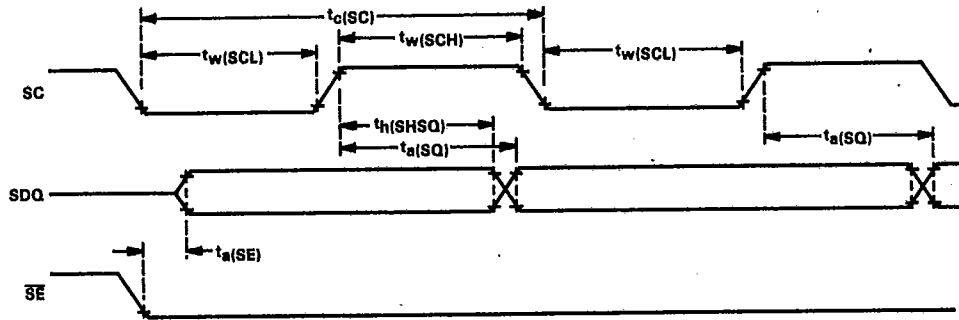 tc(SC)
tw(SCL)
tw(SCH)
tw(SCL)
SC
th(SHSQ)
ta(SQ)
ta(SQ)
SDQ
ta(SE)
SE